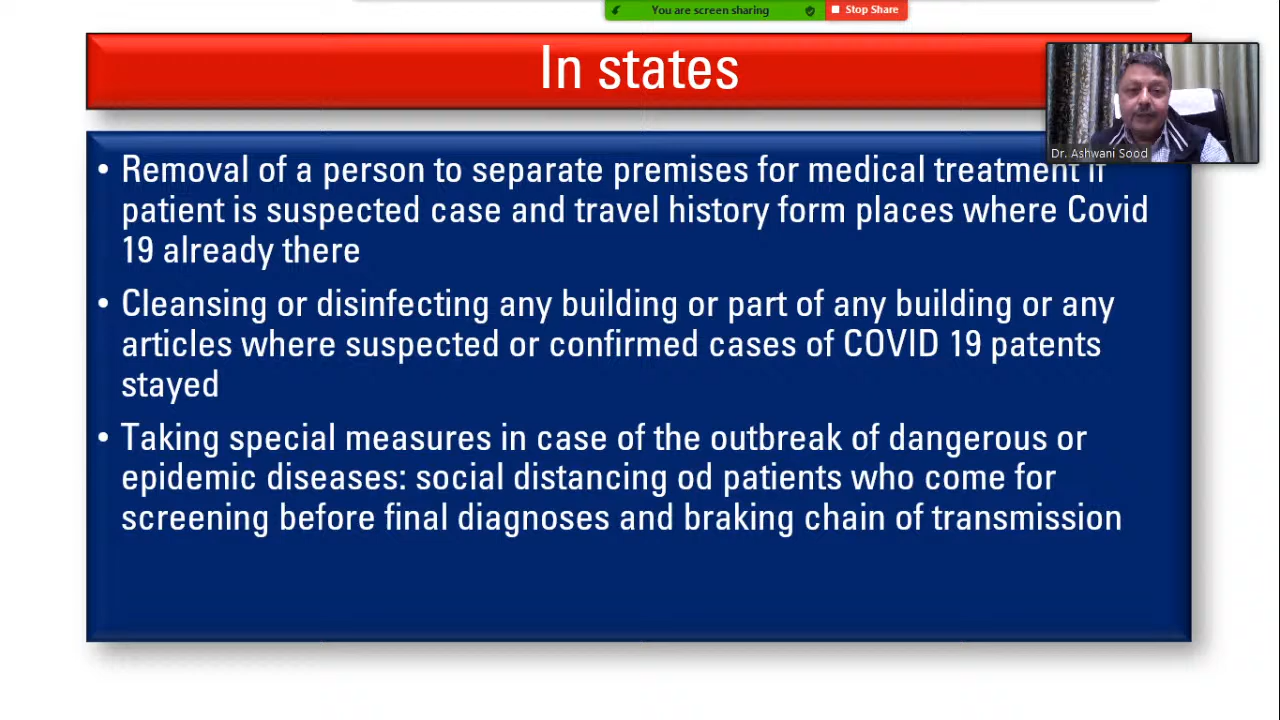 You are screen sharing
Stop Share
In states
Dr. Ashwani Sood
• Removal of a person to separate premises for medical treatment if
patient is suspected case and travel history form places where Covid
19 already there
• Cleansing or disinfecting any building or part of any building or any
articles where suspected or confirmed cases of COVID 19 patents
stayed
• Taking special measures in case of the outbreak of dangerous or
epidemic diseases: social distancing od patients who come for
screening before final diagnoses and braking chain of transmission